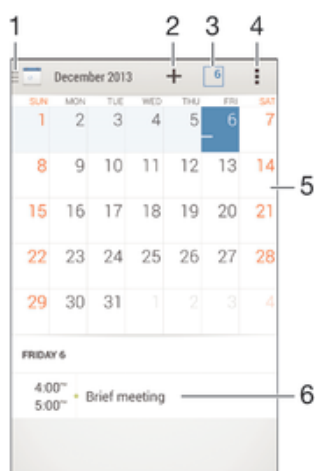 1 2 3 4
December 2013 + 6
SUN MON TUE WED THU FRI SAT
1 2 3 4 5 6 7
8 9 10 11 12 13 14
5
15 16 17 18 19 20 21
22 23 24 25 26 27 28
29 30 31 1 2 3 4
FRIDAY 6
4:00
Brief meeting 6
5:00